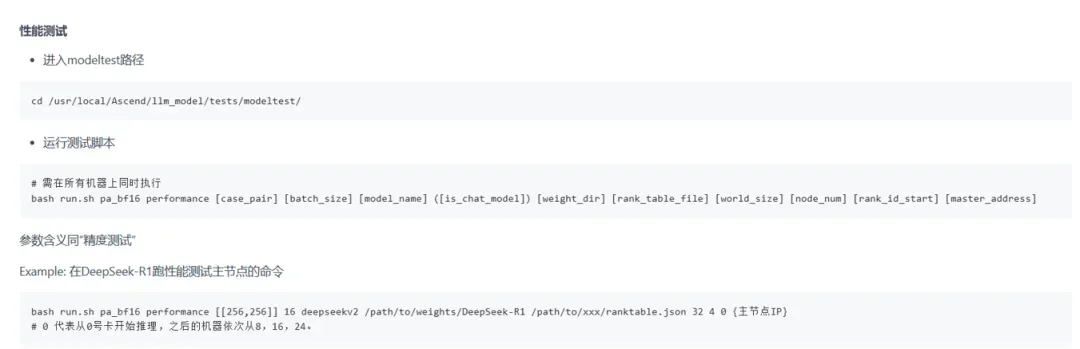 性能测试
进入modeltest路径
cd /usr/local/Ascend/llm_model/tests/modeltest/
运行测试脚本
# 需在所有机器上同时执行
bash run.sh pa_bf16 performance [case_pair] [batch_size] [model_name] ([is_chat_model]) [weight_dir] [rank_table_file] [world_size] [node_num] [rank_id_start] [master_address]
参数含义同“精度测试”
Example: 在DeepSeek-R1跑性能测试主节点的命令
bash run.sh pa_bf16 performance [[256,256]] 16 deepseekv2 /path/to/weights/DeepSeek-R1 /path/to/xxx/ranktable.json 32 4 0 {主节点IP}
# 0 代表从0号卡开始推理，之后的机器依次从8，16，24。